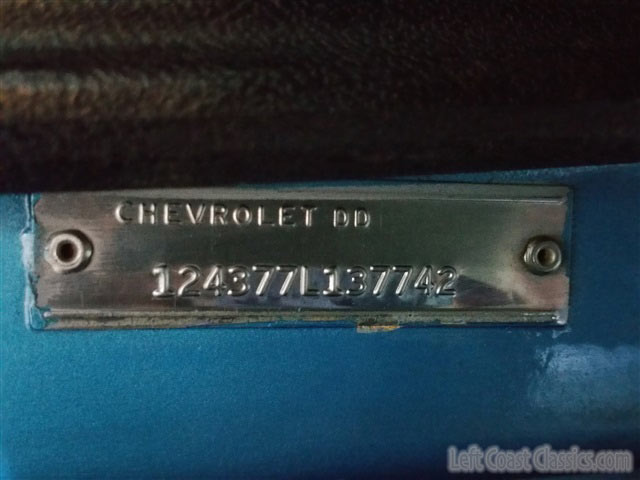 CHEVROLET DD
124377L137742
Left Coast Classics.com